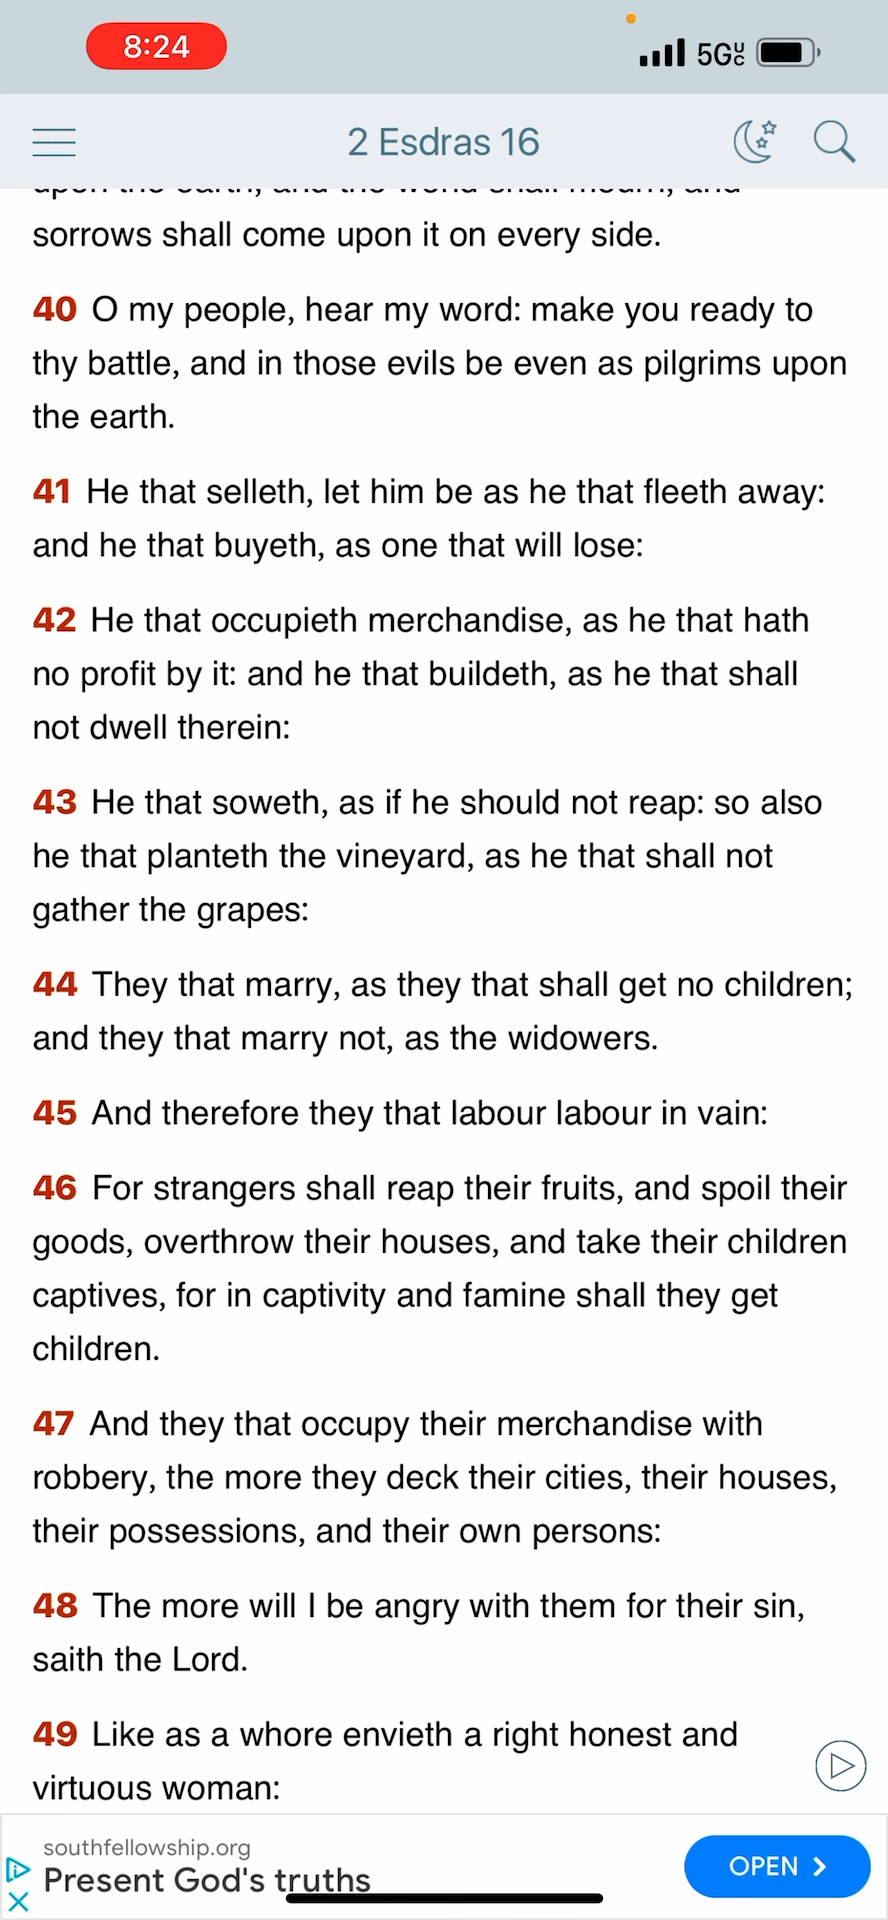 8:24
5G UC
2 Esdras 16
sorrows shall come upon it on every side.
40 O my people, hear my word: make you ready to
thy battle, and in those evils be even as pilgrims upon
the earth.
41 He that selleth, let him be as he that fleeth away:
and he that buyeth, as one that will lose:
42 He that occupieth merchandise, as he that hath
no profit by it: and he that buildeth, as he that shall
not dwell therein:
43 He that soweth, as if he should not reap: so also
he that planteth the vineyard, as he that shall not
gather the grapes:
44 They that marry, as they that shall get no children;
and they that marry not, as the widowers.
45 And therefore they that labour labour in vain:
46 For strangers shall reap their fruits, and spoil their
goods, overthrow their houses, and take their children
captives, for in captivity and famine shall they get
children.
47 And they that occupy their merchandise with
robbery, the more they deck their cities, their houses,
their possessions, and their own persons:
48 The more will I be angry with them for their sin,
saith the Lord.
49 Like as a whore envieth a right honest and
virtuous woman:
southfellowship.org
Present God's truths
OPEN